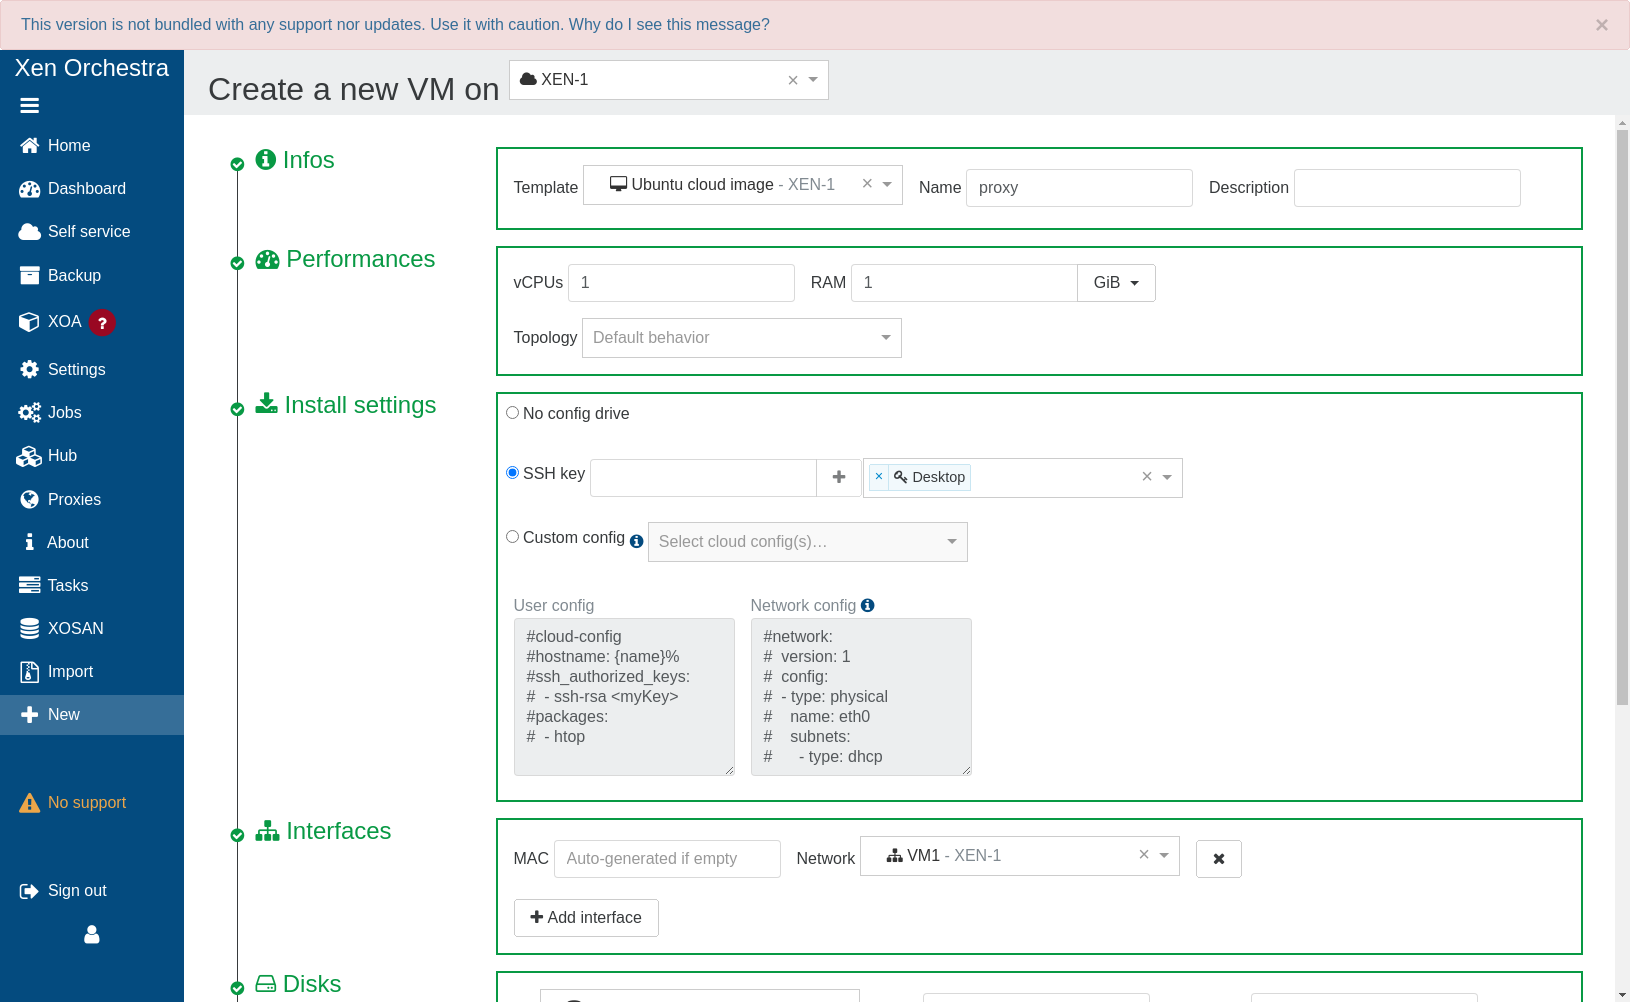 This version is not bundled with any support nor updates. Use it with caution. Why do I see this message?
×
Xen Orchestra
Create a new VM on
XEN-1
×
Home
Dashboard
Self service
Backup
XOA ?
Settings
Jobs
Hub
Proxies
About
Tasks
XOSAN
Import
New
No support
Sign out
Infos
Template Ubuntu cloud image - XEN-1 × Name proxy Description
Performances
vCPUs 1 RAM 1 GiB
Topology Default behavior
Install settings
No config drive
SSH key × Desktop ×
Custom config Select cloud config(s)...
User config
#cloud-config
#hostname: {name}%
#ssh_authorized_keys:
#  - ssh-rsa <myKey>
#packages:
#  - htop
Network config
#network:
#  version: 1
#  config:
#  - type: physical
#    name: eth0
#    subnets:
#      - type: dhcp
Interfaces
MAC Auto-generated if empty Network VM1 - XEN-1 ×
Add interface
Disks